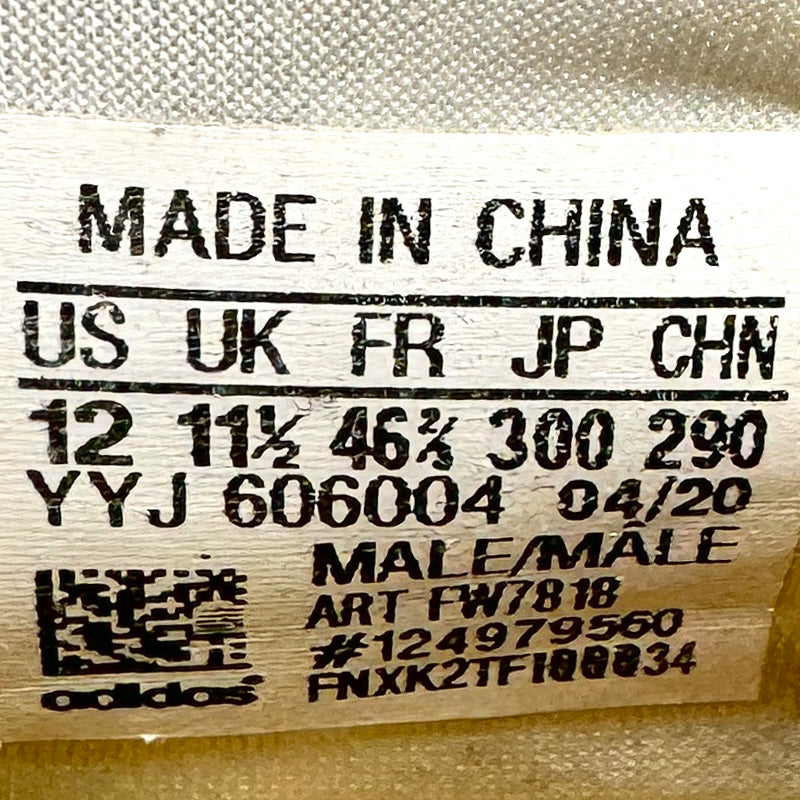 MADE IN CHINA
US UK FR JP CHN
12 11½ 46⅔ 300 290
YYJ 606004 04/20
MALE/MÂLE
ART FW7818
#124979560
adidas